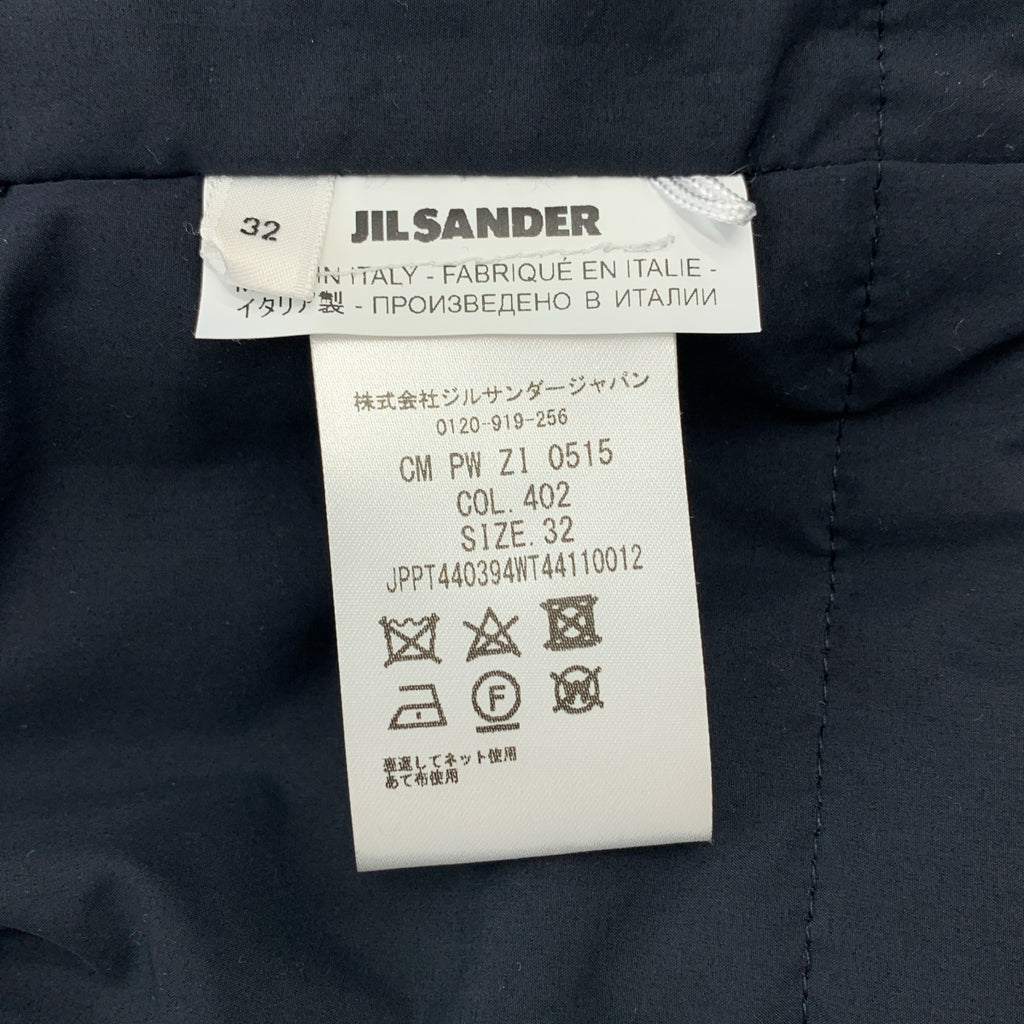 32
JIL SANDER
IN ITALY - FABRIQUÉ EN ITALIE -
イタリア製 - ПРОИЗВЕДЕНО В ИТАЛИИ
株式会社ジルサンダージャパン
0120-919-256
CM PW ZI 0515
COL. 402
SIZE. 32
JPPT440394WT44110012
F
W
裏返してネット使用
あて布使用